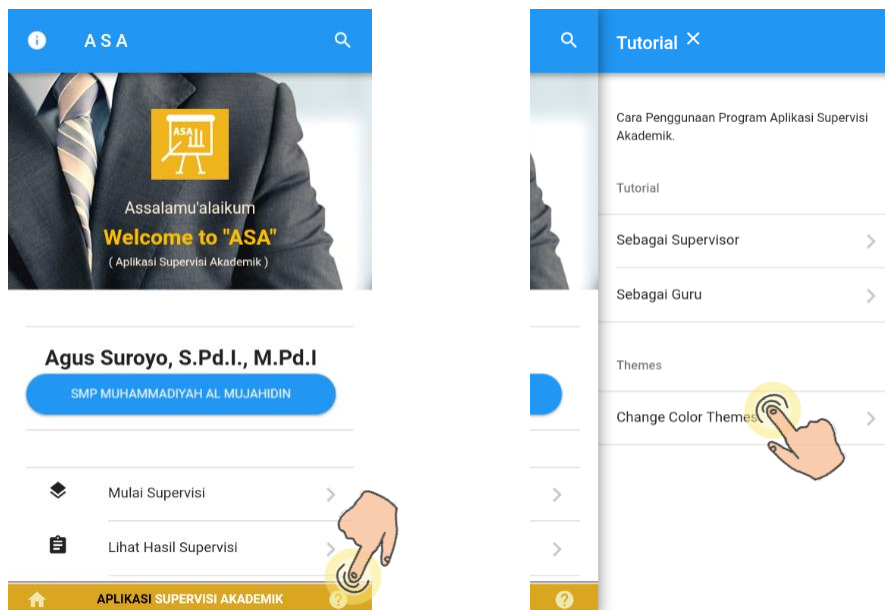 A S A
ASA
Assalamu'alaikum
Welcome to "ASA"
( Aplikasi Supervisi Akademik )
Agus Suroyo, S.Pd.I., M.Pd.I
SMP MUHAMMADIYAH AL MUJAHIDIN
Mulai Supervisi
Lihat Hasil Supervisi
APLIKASI SUPERVISI AKADEMIK
Tutorial
Cara Penggunaan Program Aplikasi Supervisi
Akademik.
Tutorial
Sebagai Supervisor
Sebagai Guru
Themes
Change Color Themes